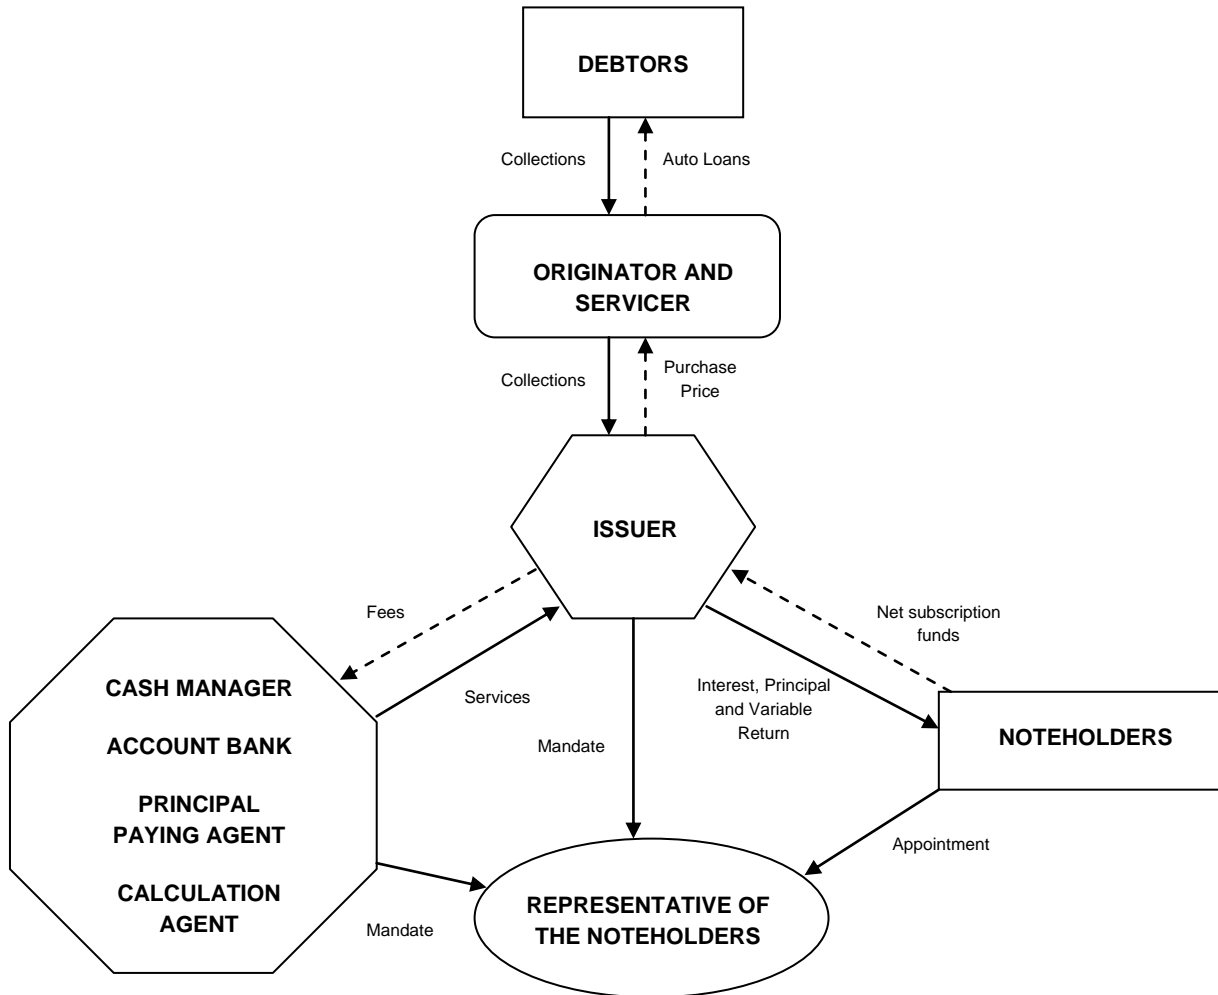 DEBTORS
Collections
Auto Loans
ORIGINATOR AND
SERVICER
Collections
Purchase
Price
ISSUER
Fees
Net subscription
funds
CASH MANAGER
ACCOUNT BANK
PRINCIPAL
PAYING AGENT
CALCULATION
AGENT
Services
Interest, Principal
and Variable
Return
Mandate
NOTEHOLDERS
Appointment
Mandate
REPRESENTATIVE OF
THE NOTEHOLDERS